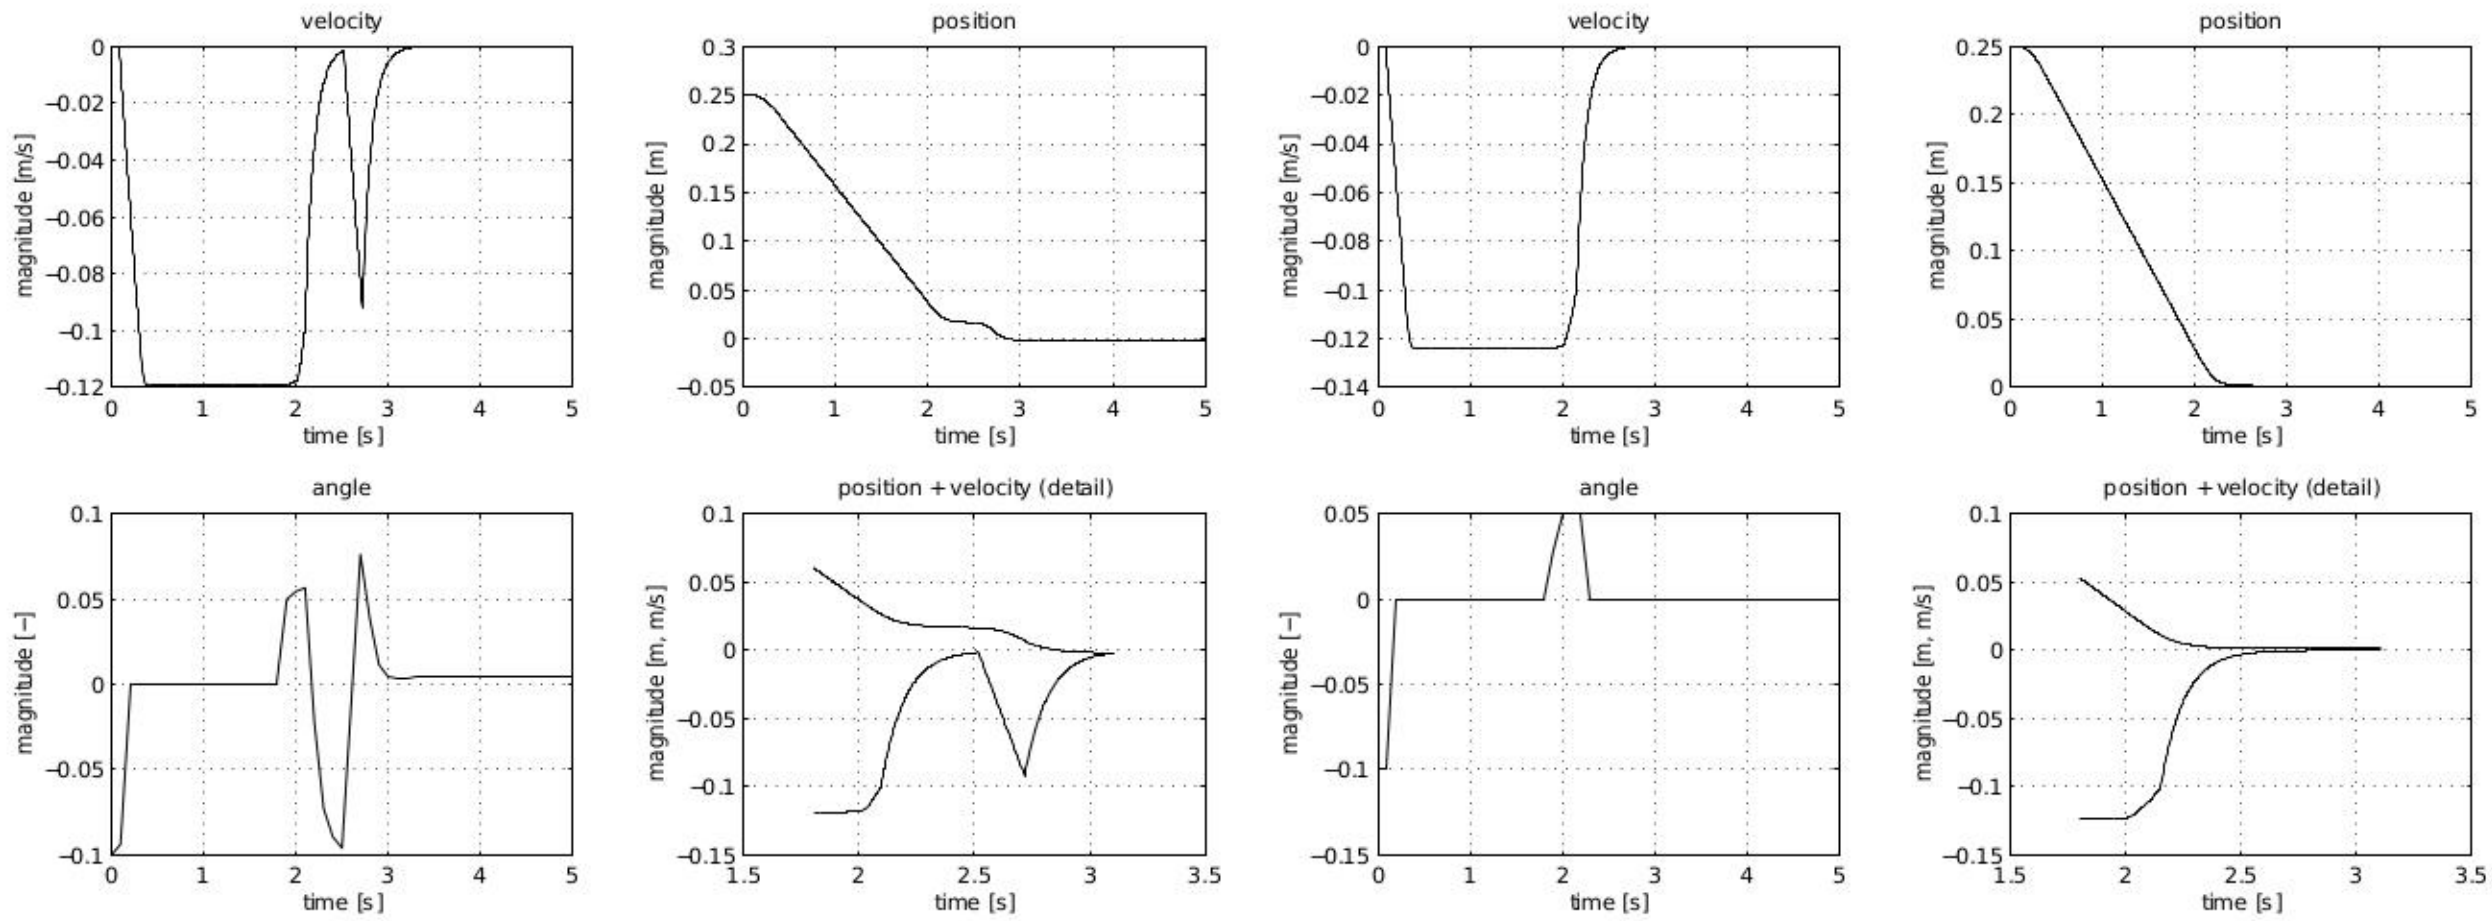 velocity
0
−0.02
−0.04
−0.06
−0.08
−0.1
−0.12
magnitude [m/s]
0 1 2 3 4 5
time [s]
position
0.3
0.25
0.2
0.15
0.1
0.05
0
−0.05
magnitude [m]
0 1 2 3 4 5
time [s]
velocity
0
−0.02
−0.04
−0.06
−0.08
−0.1
−0.12
−0.14
magnitude [m/s]
0 1 2 3 4 5
time [s]
position
0.25
0.2
0.15
0.1
0.05
0
magnitude [m]
0 1 2 3 4 5
time [s]
angle
0.1
0.05
0
−0.05
−0.1
magnitude [−]
0 1 2 3 4 5
time [s]
position + velocity (detail)
0.1
0.05
0
−0.05
−0.1
−0.15
magnitude [m, m/s]
1.5 2 2.5 3 3.5
time [s]
angle
0.05
0
−0.05
−0.1
−0.15
magnitude [−]
0 1 2 3 4 5
time [s]
position + velocity (detail)
0.1
0.05
0
−0.05
−0.1
−0.15
magnitude [m, m/s]
1.5 2 2.5 3 3.5
time [s]